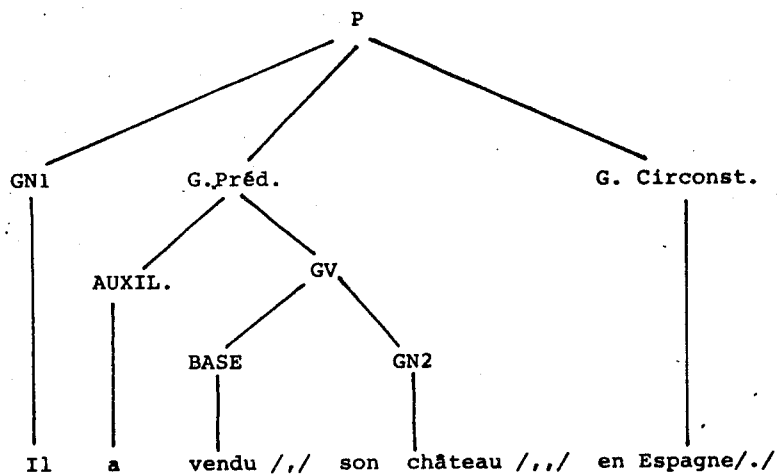 P
GN1 G.Préd. G. Circonst.
AUXIL. GV
BASE GN2
Il a vendu /,/ son château /,,/ en Espagne/./